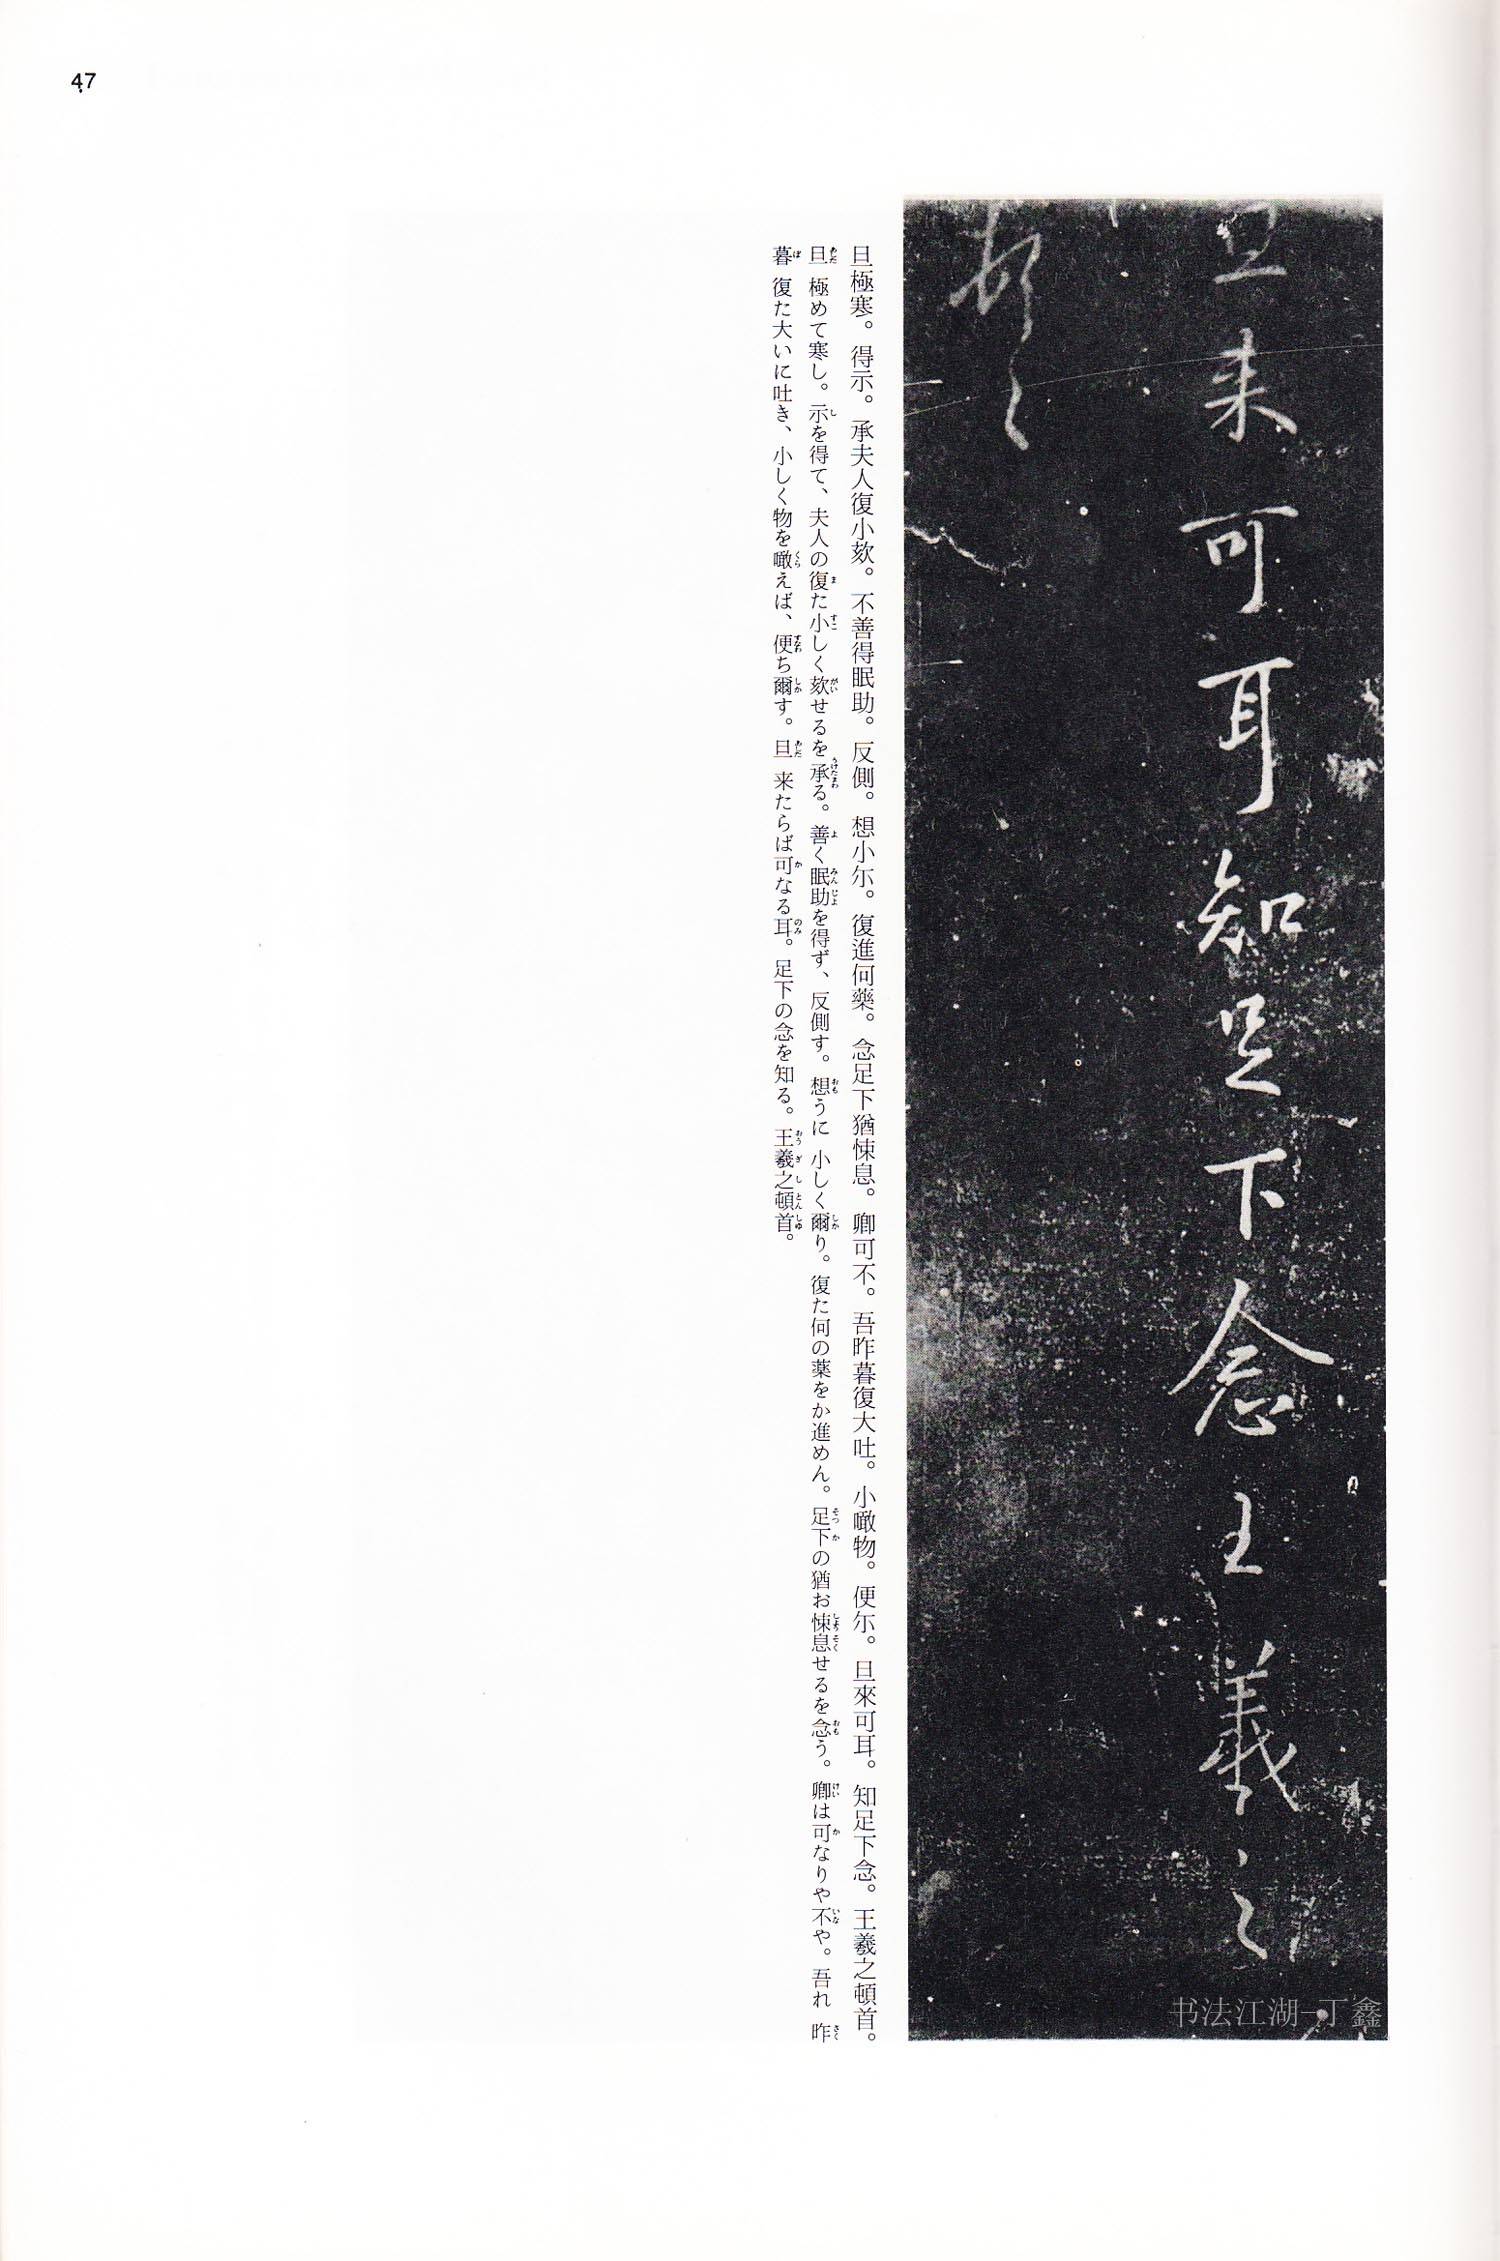 47
旦来可耳知足下念王羲之
頓首
旦極寒。得示。承夫人復小欬。不善得眠助。反側。想小尓。復進何藥。念足下猶悚息。卿可不。吾昨暮復大吐。小噉物。便尓。旦來可耳。知足下念。王羲之頓首。
旦極めて寒し。示を得て、夫人の復た小しく欬せるを承る。善く眠助を得ず、反側す。想うに小しく爾り。復た何の薬をか進めん。足下の猶お悚息せるを念う。卿は可なりや不や。吾れ昨
暮復た大いに吐き、小しく物を噉えば、便ち爾す。旦来たらば可なる耳。足下の念を知る。王羲之頓首。
书法江湖-丁鑫